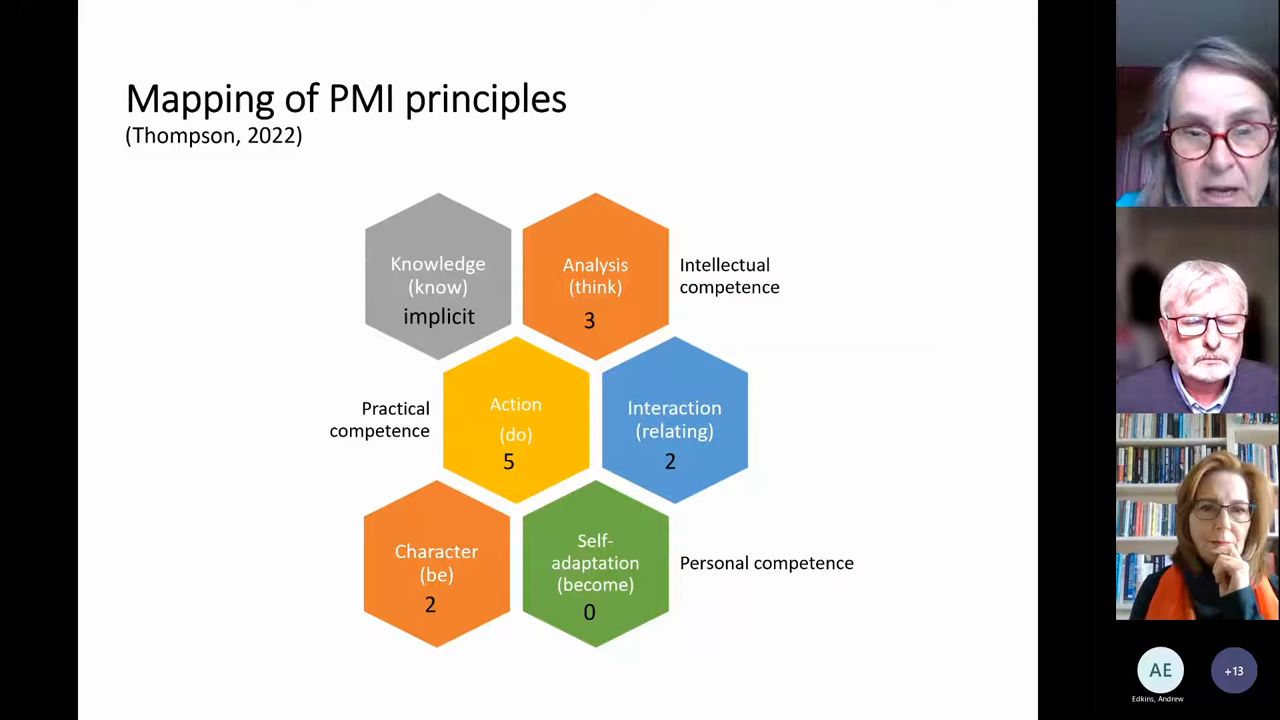 Mapping of PMI principles
(Thompson, 2022)
Knowledge
(know)
implicit
Analysis
(think)
3
Intellectual
competence
Practical
competence
Action
(do)
5
Interaction
(relating)
2
Character
(be)
2
Self-
adaptation
(become)
0
Personal competence
AE
+13
Edkins, Andrew